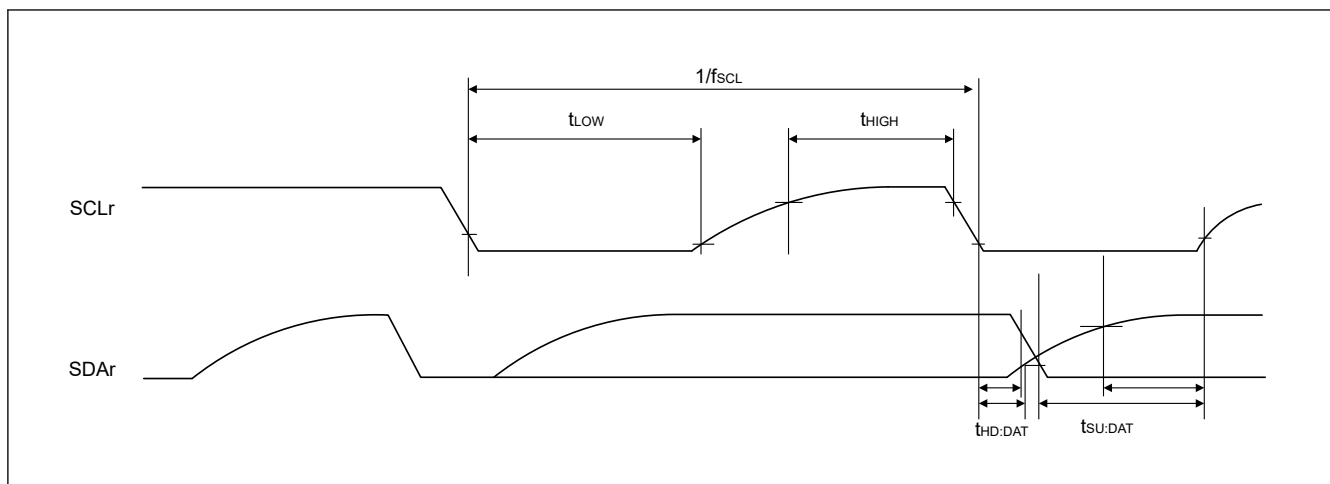 1/fSCL
tLOW
tHIGH
SCLr
SDAr
tHD:DAT
tSU:DAT